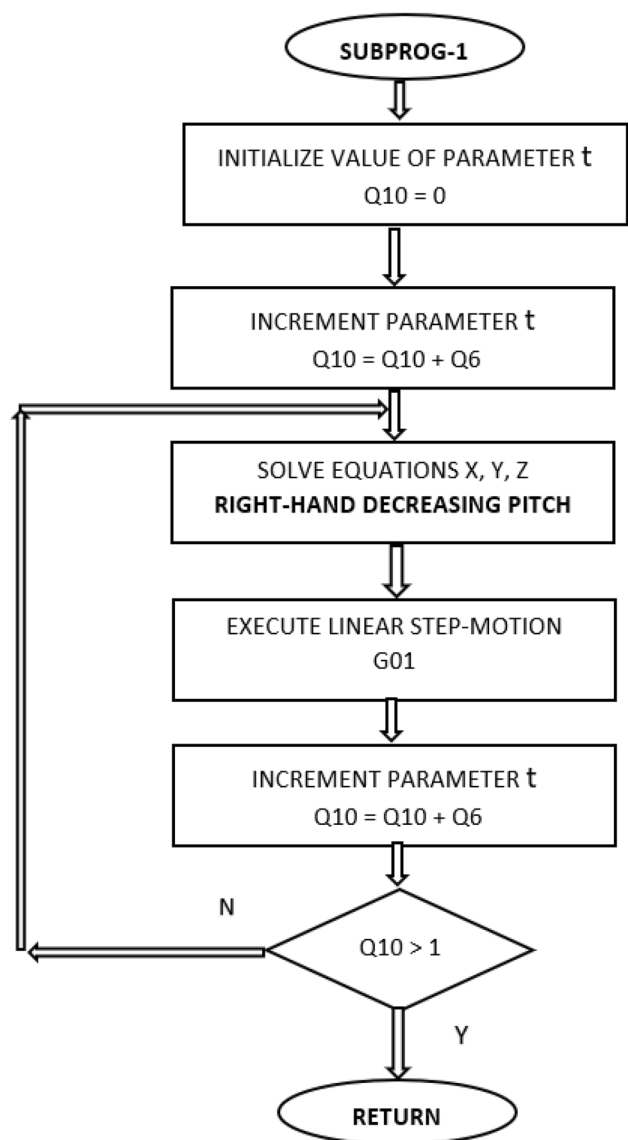 SUBPROG-1
INITIALIZE VALUE OF PARAMETER t
Q10 = 0
INCREMENT PARAMETER t
Q10 = Q10 + Q6
SOLVE EQUATIONS X, Y, Z
RIGHT-HAND DECREASING PITCH
EXECUTE LINEAR STEP-MOTION
G01
INCREMENT PARAMETER t
Q10 = Q10 + Q6
N
Q10 > 1
Y
RETURN